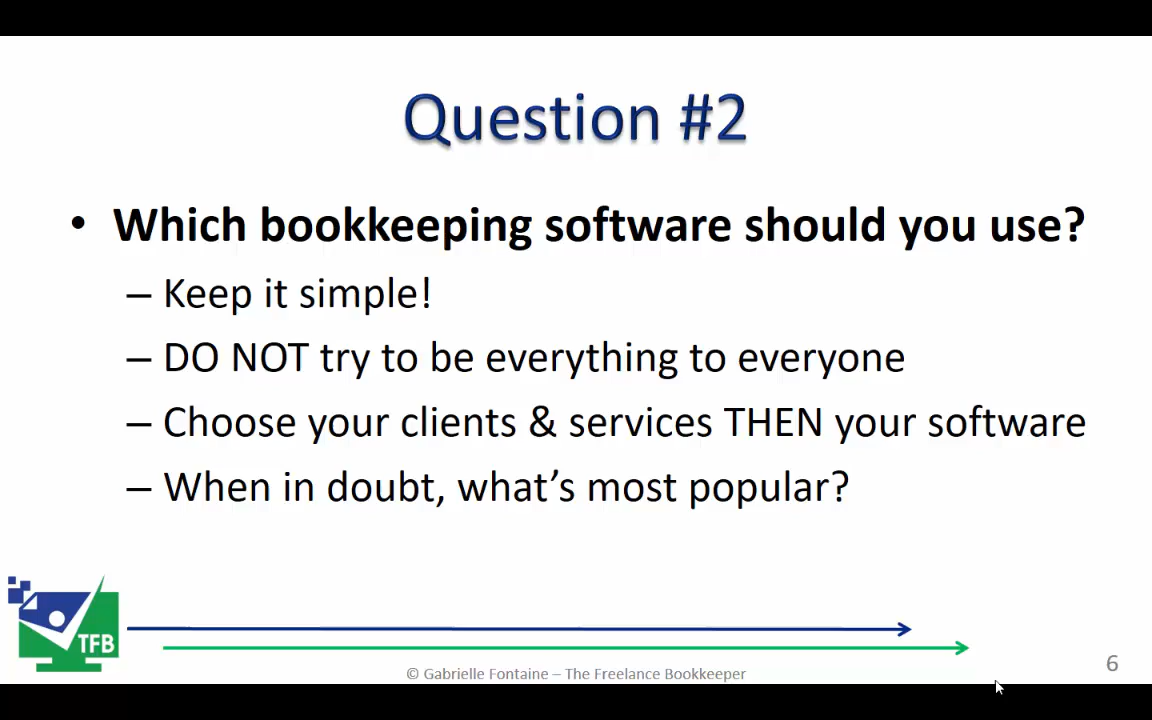 Question #2
• Which bookkeeping software should you use?
– Keep it simple!
– DO NOT try to be everything to everyone
– Choose your clients & services THEN your software
– When in doubt, what’s most popular?
TFB
© Gabrielle Fontaine – The Freelance Bookkeeper
6